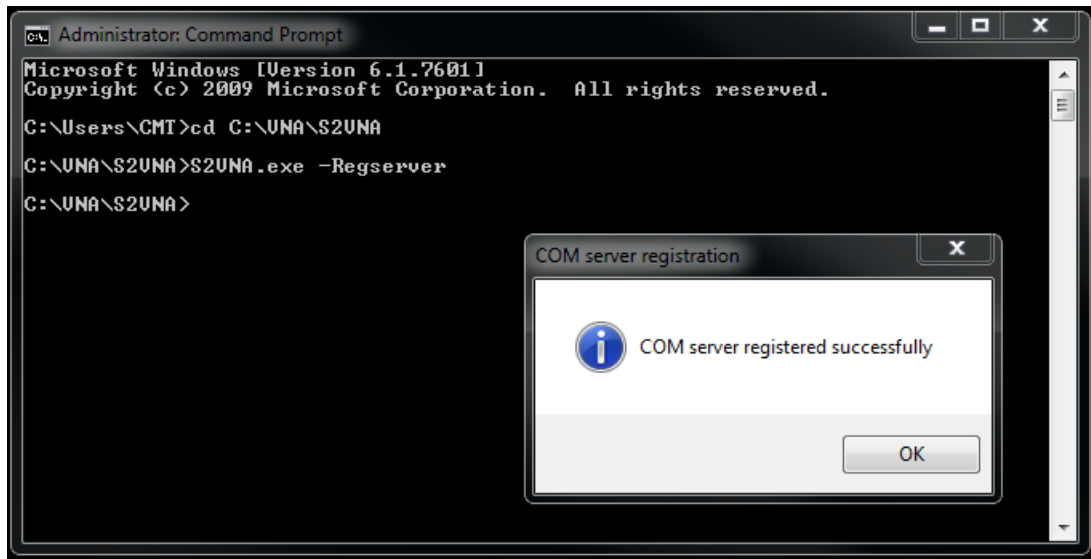 Administrator: Command Prompt
Microsoft Windows [Version 6.1.7601]
Copyright (c) 2009 Microsoft Corporation.  All rights reserved.
C:\Users\CMT>cd C:\VNA\S2VNA
C:\VNA\S2VNA>S2VNA.exe -Regserver
C:\VNA\S2VNA>
COM server registration
COM server registered successfully
OK